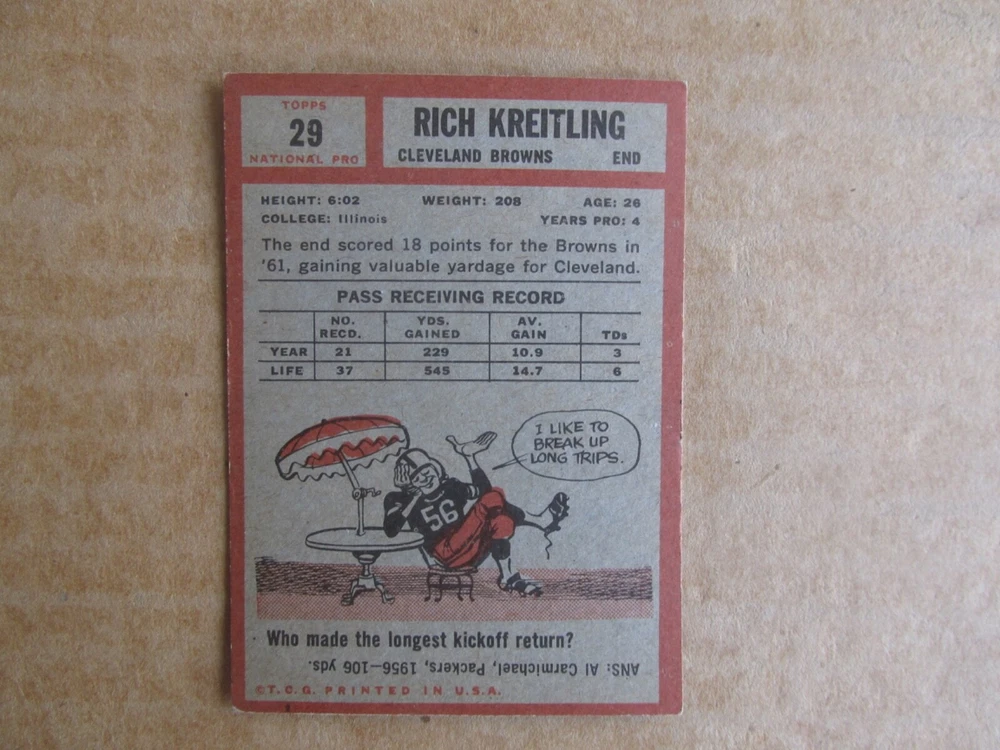 TOPPS
29
NATIONAL PRO
RICH KREITLING
CLEVELAND BROWNS END
HEIGHT: 6:02 WEIGHT: 208 AGE: 26
COLLEGE: Illinois YEARS PRO: 4
The end scored 18 points for the Browns in
'61, gaining valuable yardage for Cleveland.
PASS RECEIVING RECORD
NO. RECD. YDS. GAINED AV. GAIN TDs
YEAR 21 229 10.9 3
LIFE 37 545 14.7 6
I LIKE TO
BREAK UP
LONG TRIPS.
56
Who made the longest kickoff return?
ANS: Al Carmichael, Packers, 1956—106 yds.
©T.C.G. PRINTED IN U.S.A.